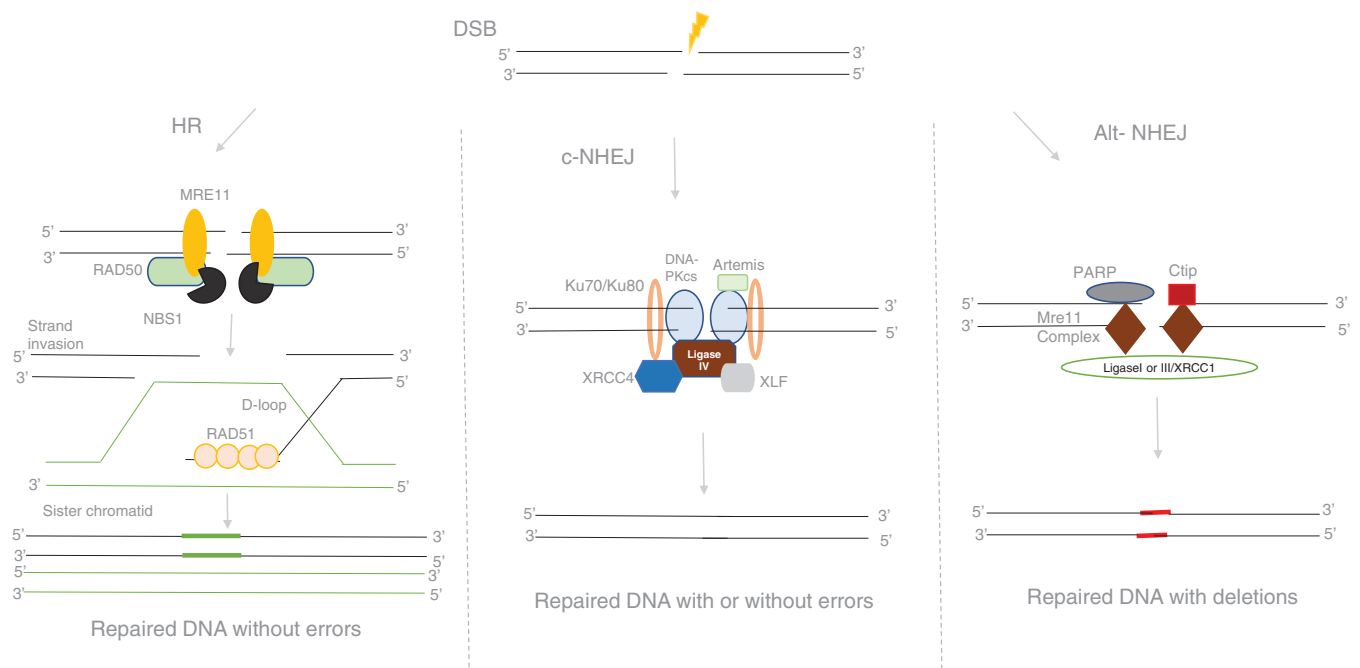 DSB
5’ 3’
3’ 5’
HR
MRE11
5’ 3’
3’ 5’
RAD50
NBS1
Strand
invasion
5’ 3’
3’ 5’
D-loop
RAD51
3’ 5’
Sister chromatid
5’ 3’
3’ 5’
5’ 3’
3’ 5’
Repaired DNA without errors
c-NHEJ
DNA-
PKcs
Artemis
Ku70/Ku80
5’ 3’
3’ 5’
Ligase
IV
XRCC4
XLF
5’ 3’
3’ 5’
Repaired DNA with or without errors
Alt- NHEJ
PARP
Ctip
5’ 3’
3’ 5’
Mre11
Complex
LigaseI or III/XRCC1
5’ 3’
3’ 5’
Repaired DNA with deletions